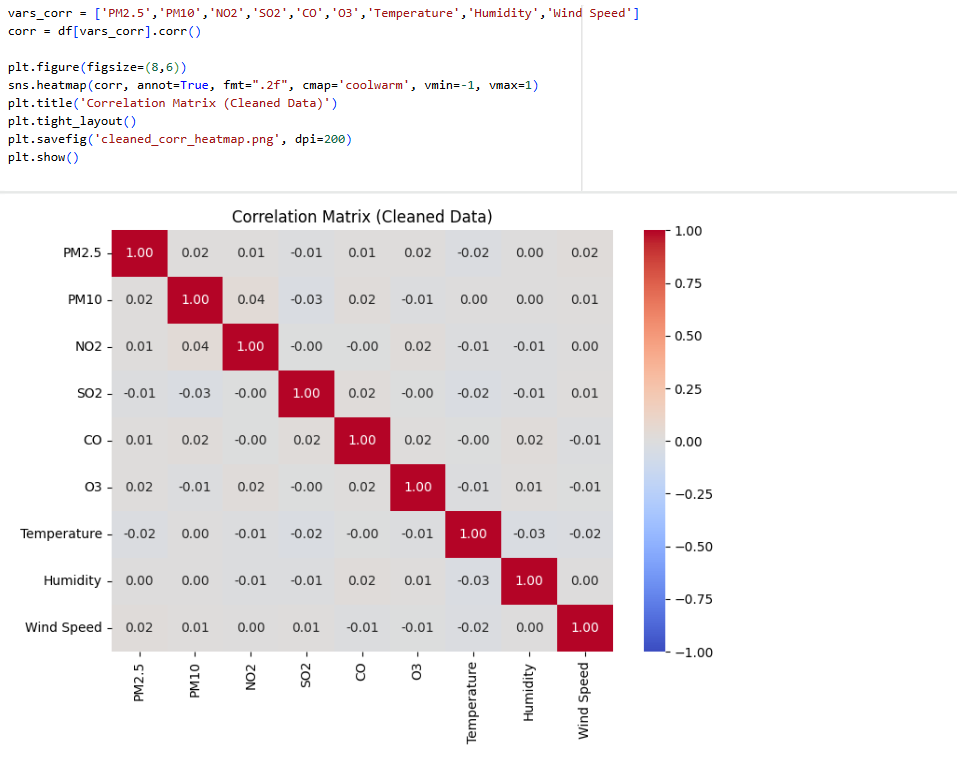 vars_corr = ['PM2.5','PM10','NO2','SO2','CO','O3','Temperature','Humidity','Wind Speed']
corr = df[vars_corr].corr()
plt.figure(figsize=(8,6))
sns.heatmap(corr, annot=True, fmt=".2f", cmap='coolwarm', vmin=-1, vmax=1)
plt.title('Correlation Matrix (Cleaned Data)')
plt.tight_layout()
plt.savefig('cleaned_corr_heatmap.png', dpi=200)
plt.show()
Correlation Matrix (Cleaned Data)
PM2.5 1.00 0.02 0.01 -0.01 0.01 0.02 -0.02 0.00 0.02
PM10 0.02 1.00 0.04 -0.03 0.02 -0.01 0.00 0.00 0.01
NO2 0.01 0.04 1.00 -0.00 -0.00 0.02 -0.01 -0.01 0.00
SO2 -0.01 -0.03 -0.00 1.00 0.02 -0.00 -0.02 -0.01 0.01
CO 0.01 0.02 -0.00 0.02 1.00 0.02 -0.00 0.02 -0.01
O3 0.02 -0.01 0.02 -0.00 0.02 1.00 -0.01 0.01 -0.01
Temperature -0.02 0.00 -0.01 -0.02 -0.00 -0.01 1.00 -0.03 -0.02
Humidity 0.00 0.00 -0.01 -0.01 0.02 0.01 -0.03 1.00 0.00
Wind Speed 0.02 0.01 0.00 0.01 -0.01 -0.01 -0.02 0.00 1.00
PM2.5 PM10 NO2 SO2 CO O3 Temperature Humidity Wind Speed
1.00
0.75
0.50
0.25
0.00
−0.25
−0.50
−0.75
−1.00